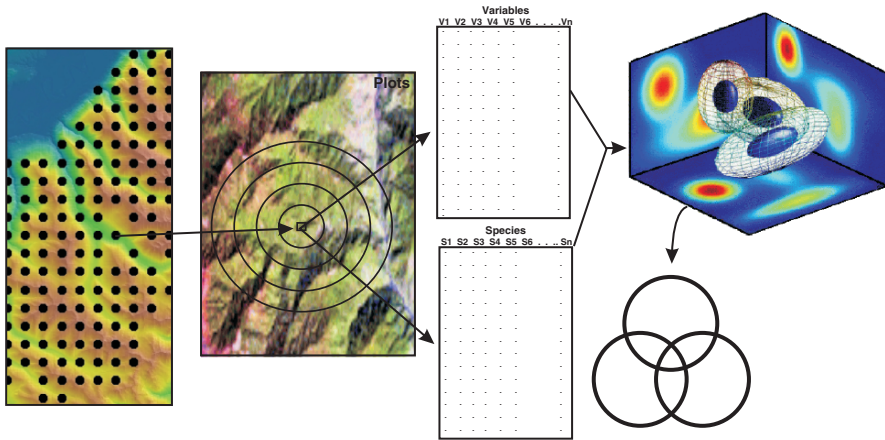 Plots
Variables
V1 V2 V3 V4 V5 V6 . . . .Vn
Species
S1 S2 S3 S4 S5 S6 . . .. Sn